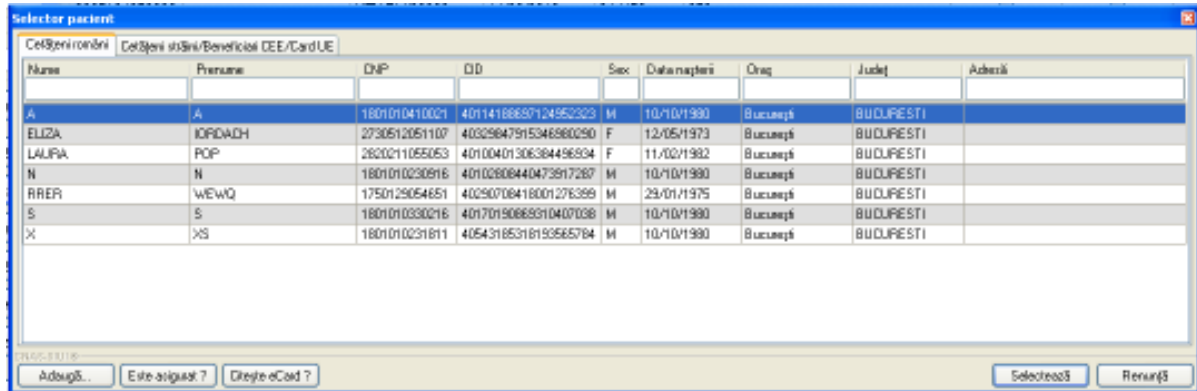 Selector pacient
Cetăţeni români Cetăţeni străini/Beneficiari CEE/Card UE
Nume Prenume CNP CID Sex Data naşterii Oraş Judeţ Adresă
A A 1801010410021 40114188697124952323 M 10/10/1980 Bucureşti BUCURESTI
ELIZA IORDACH 2730512051107 40329847915346980290 F 12/05/1973 Bucureşti BUCURESTI
LAURA POP 2820211055053 40100401306384496934 F 11/02/1982 Bucureşti BUCURESTI
N N 1801010230916 40102808440473917287 M 10/10/1980 Bucureşti BUCURESTI
RRER WEWQ 1750129054651 40290708418001276399 M 29/01/1975 Bucureşti BUCURESTI
S S 1801010330216 40170190869310407038 M 10/10/1980 Bucureşti BUCURESTI
X XS 1801010231811 40543185318193565784 M 10/10/1980 Bucureşti BUCURESTI
Adaugă... Este asigurat ? Citeşte eCard ? Selectează Renunţă